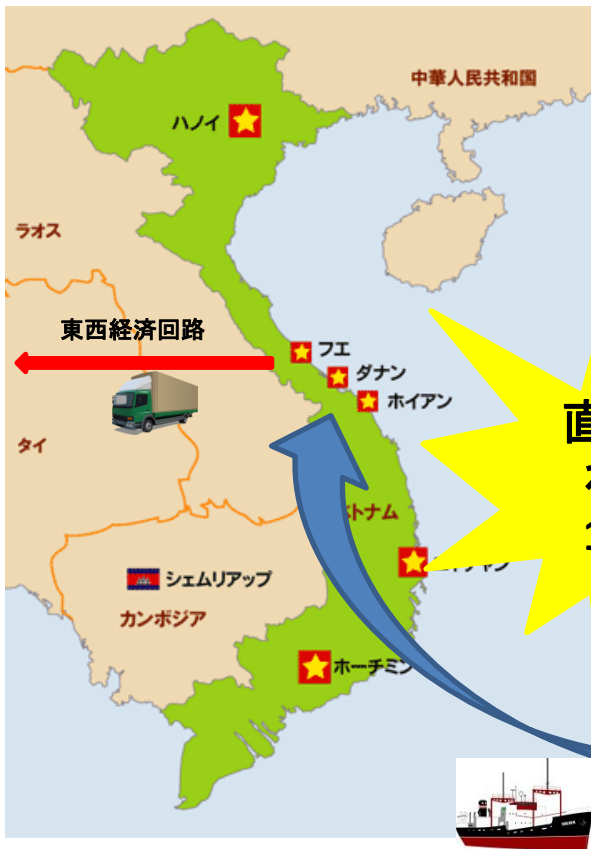 中華人民共和国
ハノイ
ラオス
東西経済回路
フエ
ダナン
ホイアン
タイ
直
トナム
シェムリアップ
カンボジア
ホーチミン